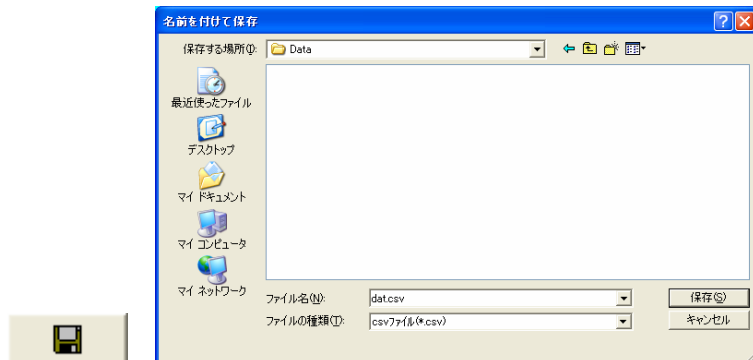 名前を付けて保存
保存する場所(I):
Data
最近使ったファイル
デスクトップ
マイ ドキュメント
マイ コンピュータ
マイ ネットワーク
ファイル名(N):
dat.csv
保存(S)
ファイルの種類(T):
csvファイル(*.csv)
キャンセル